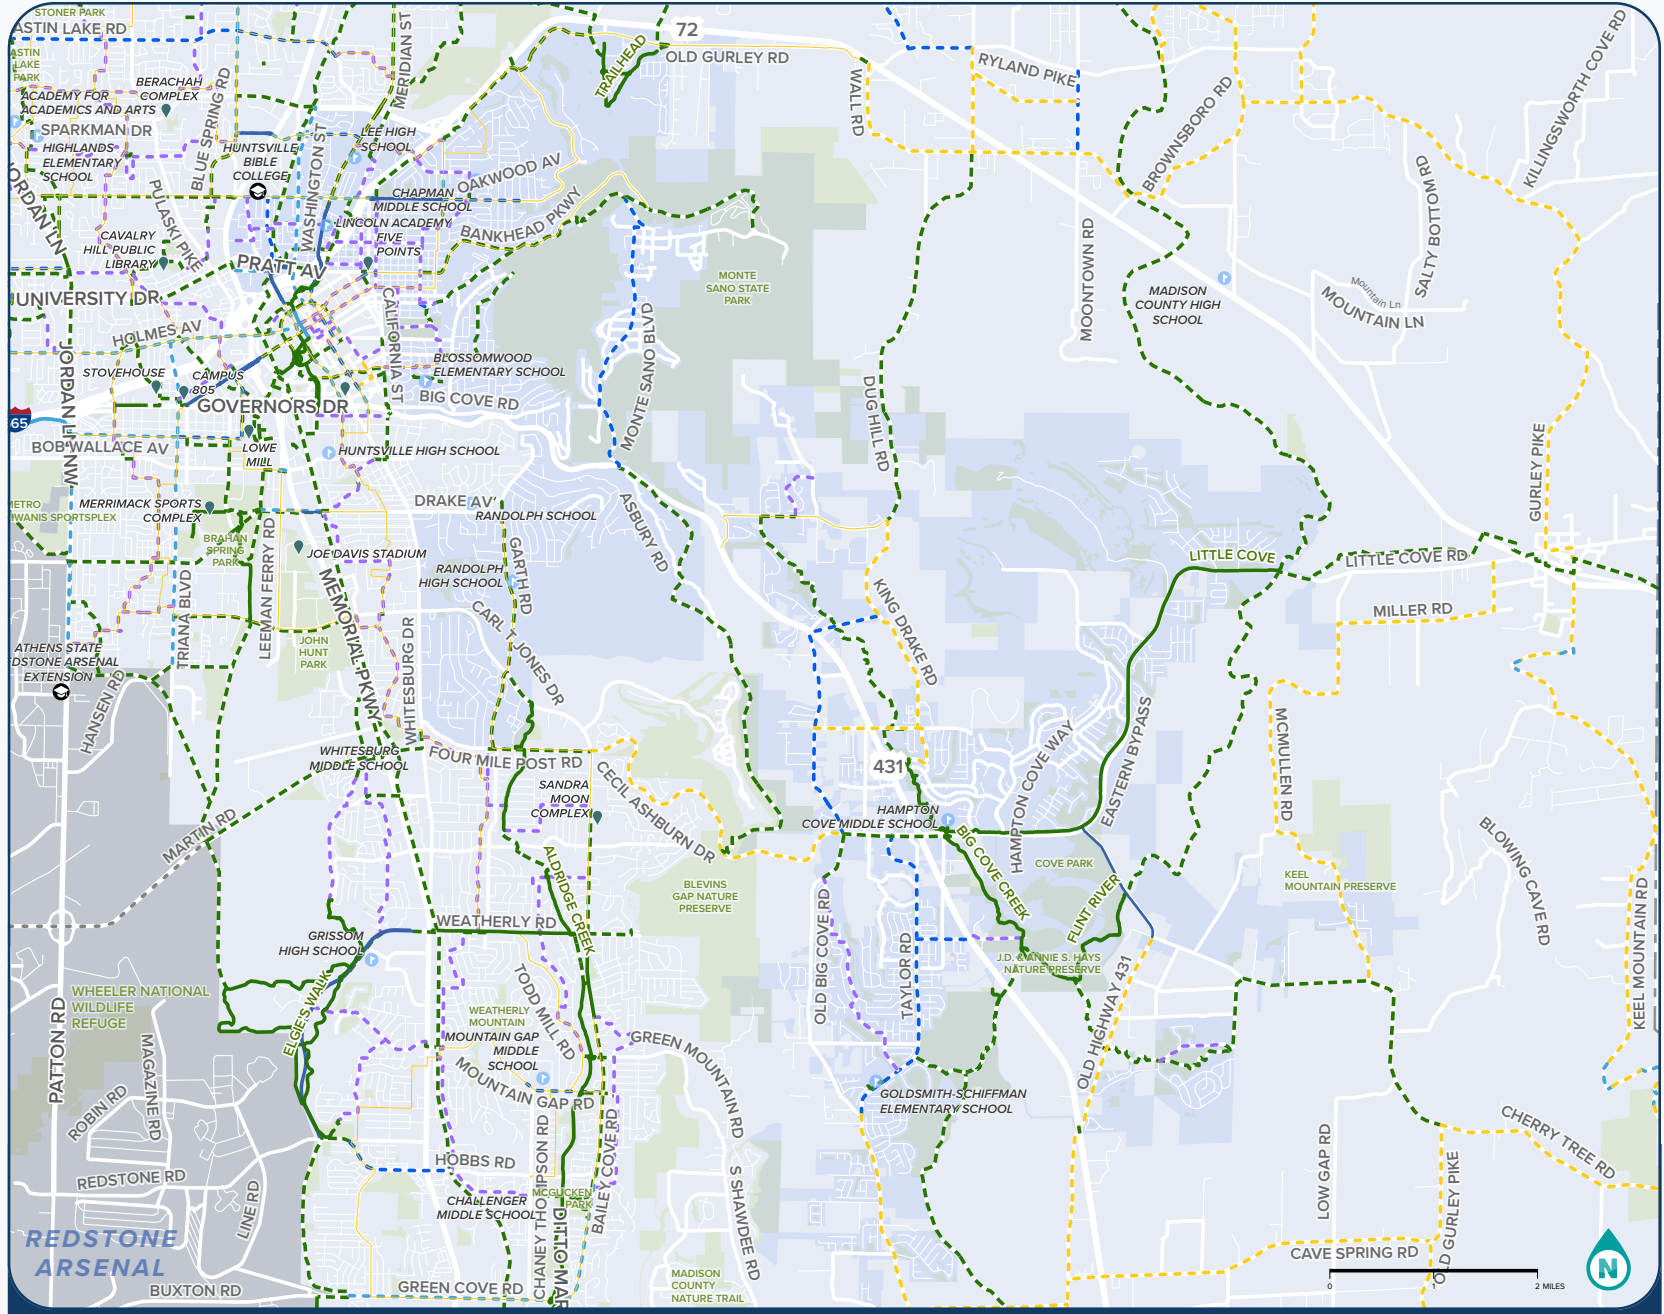 STONER PARK
ASTIN LAKE RD
ASTIN
LAKE
PARK
BERACHAH
COMPLEX
ACADEMY FOR
ACADEMICS AND ARTS
SPARKMAN DR
HIGHLANDS
ELEMENTARY
SCHOOL
BLUE SPRING RD
HUNTSVILLE
BIBLE
COLLEGE
WASHINGTON ST
MERIDIAN ST
LEE HIGH
SCHOOL
CHAPMAN
MIDDLE SCHOOL
OAKWOOD AV
LINCOLN ACADEMY
FIVE
POINTS
BANKHEAD PKWY
TRAILHEAD
72
OLD GURLEY RD
WALL RD
RYLAND PIKE
BROWNSBORO RD
KILLINGSWORTH COVE RD
SALTY BOTTOM RD
JORDAN LN
PULASKI PIKE
CAVALRY
HILL PUBLIC
LIBRARY
PRATT AV
UNIVERSITY DR
HOLMES AV
CALIFORNIA ST
MONTE
SANO STATE
PARK
MOONTOWN RD
MADISON
COUNTY HIGH
SCHOOL
Mountain Ln
MOUNTAIN LN
STOVEHOUSE
CAMPUS
805
BLOSSOMWOOD
ELEMENTARY SCHOOL
MONTE SANO BLVD
DUG HILL RD
GOVERNORS DR
BIG COVE RD
65
JORDAN LN NW
BOB WALLACE AV
LOWE
MILL
HUNTSVILLE HIGH SCHOOL
GURLEY PIKE
METRO
IWANIS SPORTSPLEX
MERRIMACK SPORTS
COMPLEX
DRAKE AV
RANDOLPH SCHOOL
ASBURY RD
BRAHAN
SPRING
PARK
LEEMAN FERRY RD
JOE DAVIS STADIUM
RANDOLPH
HIGH SCHOOL
GARTH RD
LITTLE COVE
LITTLE COVE RD
MILLER RD
KING DRAKE RD
TRIANA BLVD
MEMORIAL PKWY
CARL T JONES DR
WHITESBURG DR
JOHN
HUNT
PARK
ATHENS STATE
DSTONE ARSENAL
EXTENSION
HANSEN RD
WHITESBURG
MIDDLE SCHOOL
FOUR MILE POST RD
CECIL ASHBURN DR
SANDRA
MOON
COMPLEX
431
HAMPTON
COVE MIDDLE SCHOOL
HAMPTON COVE WAY
EASTERN BYPASS
MCMULLEN RD
MARTIN RD
ALDRIDGE CREEK
BLEVINS
GAP NATURE
PRESERVE
BIG COVE CREEK
COVE PARK
FLINT RIVER
KEEL
MOUNTAIN PRESERVE
BLOWING CAVE RD
KEEL MOUNTAIN RD
WEATHERLY RD
GRISSOM
HIGH SCHOOL
ELGIE'S WALK
WHEELER NATIONAL
WILDLIFE
REFUGE
TODD MILL RD
WEATHERLY
MOUNTAIN
MOUNTAIN GAP
MIDDLE
SCHOOL
MOUNTAIN GAP RD
GREEN MOUNTAIN RD
OLD BIG COVE RD
TAYLOR RD
J.D. & ANNIE S. HAYS
NATURE PRESERVE
OLD HIGHWAY 431
GOLDSMITH-SCHIFFMAN
ELEMENTARY SCHOOL
PATTON RD
MAGAZINE RD
ROBIN RD
REDSTONE RD
LINE RD
REDSTONE
ARSENAL
BUXTON RD
HOBBS RD
CHALLENGER
MIDDLE SCHOOL
CHANEY THOMPSON RD
MCGUCKEN
PARK
BAILEY COVE RD
DITTO MAR
GREEN COVE RD
S SHAWDEE RD
MADISON
COUNTY
NATURE TRAIL
LOW GAP RD
OLD GURLEY PIKE
CHERRY TREE RD
CAVE SPRING RD
0
1
2 MILES
N